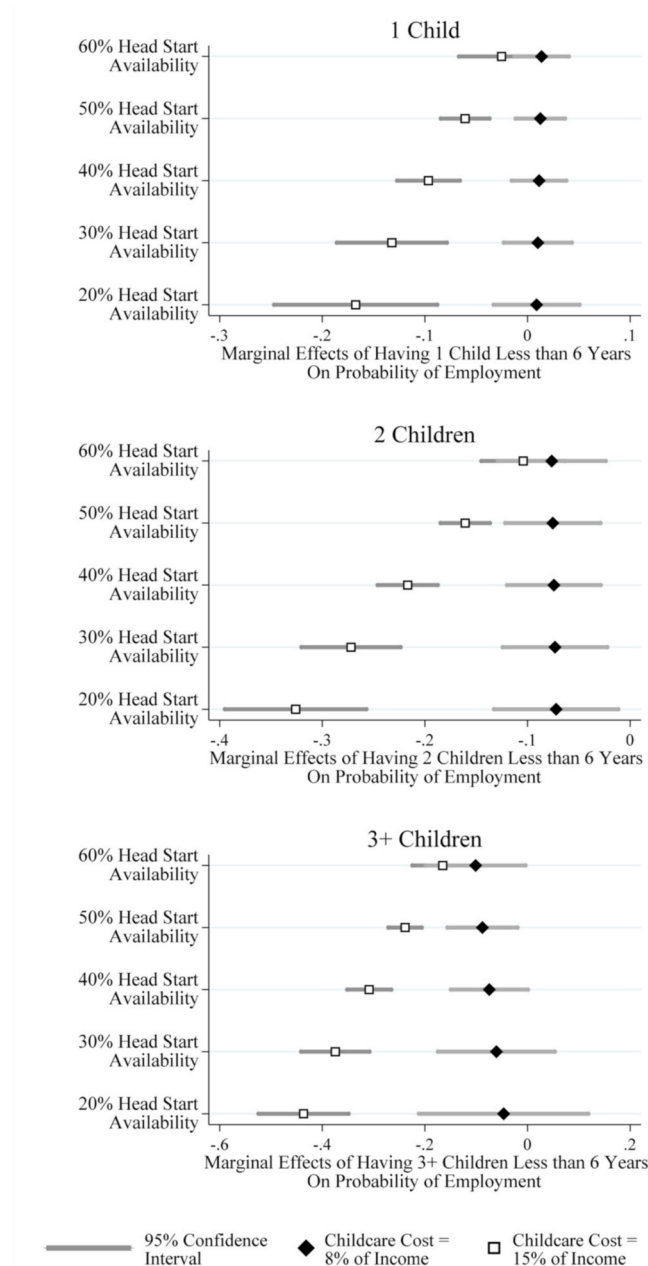 1 Child
60% Head Start
Availability
50% Head Start
Availability
40% Head Start
Availability
30% Head Start
Availability
20% Head Start
Availability
-.3 -.2 -.1 0 .1
Marginal Effects of Having 1 Child Less than 6 Years
On Probability of Employment
2 Children
60% Head Start
Availability
50% Head Start
Availability
40% Head Start
Availability
30% Head Start
Availability
20% Head Start
Availability
-.4 -.3 -.2 -.1 0
Marginal Effects of Having 2 Children Less than 6 Years
On Probability of Employment
3+ Children
60% Head Start
Availability
50% Head Start
Availability
40% Head Start
Availability
30% Head Start
Availability
20% Head Start
Availability
-.6 -.4 -.2 0 .2
Marginal Effects of Having 3+ Children Less than 6 Years
On Probability of Employment
95% Confidence Childcare Cost = Childcare Cost =
Interval 8% of Income 15% of Income